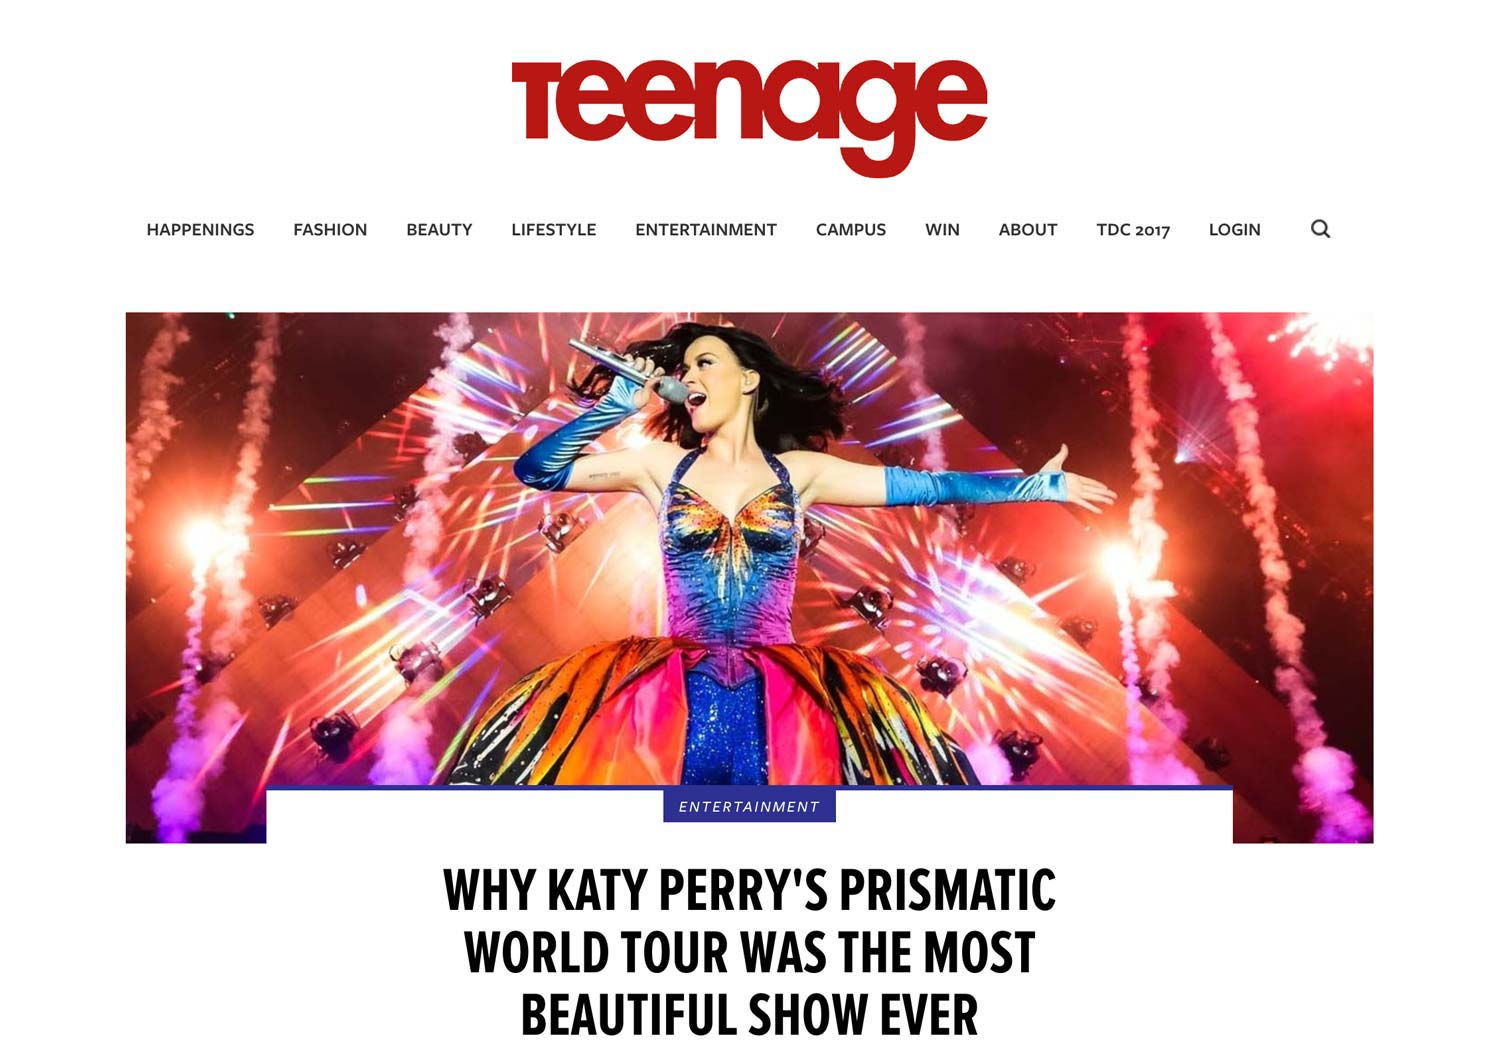 Teenage
HAPPENINGS FASHION BEAUTY LIFESTYLE ENTERTAINMENT CAMPUS WIN ABOUT TDC 2017 LOGIN
ENTERTAINMENT
WHY KATY PERRY'S PRISMATIC
WORLD TOUR WAS THE MOST
BEAUTIFUL SHOW EVER